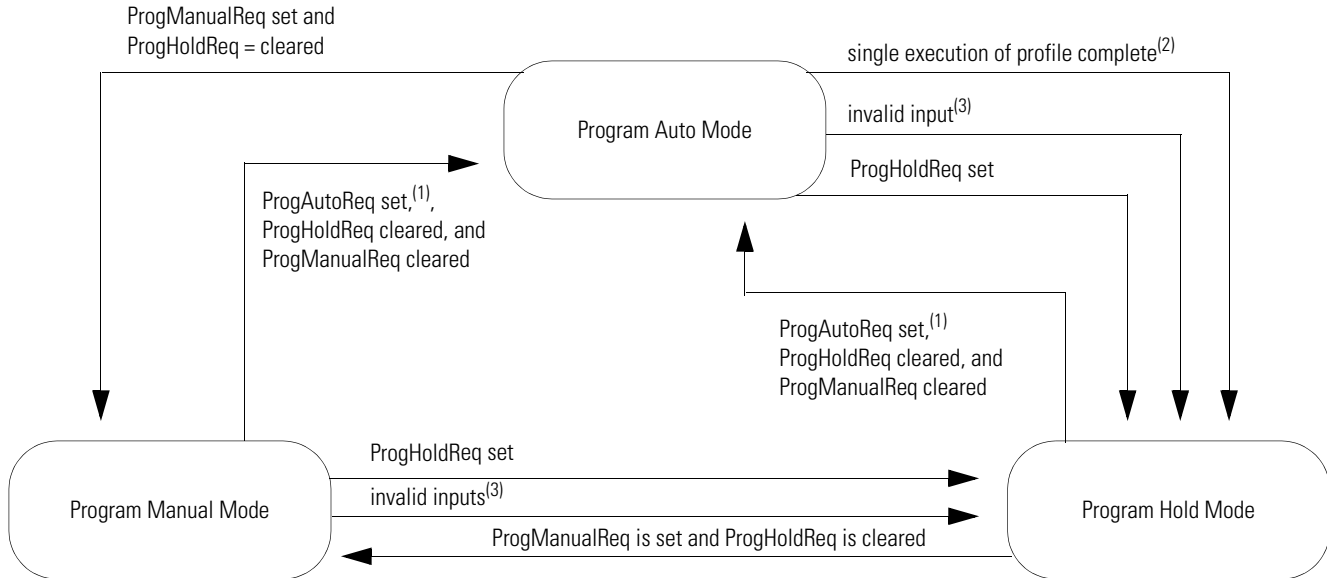 ProgManualReq set and
ProgHoldReq = cleared
single execution of profile complete(2)
Program Auto Mode
invalid input(3)
ProgHoldReq set
ProgAutoReq set,(1),
ProgHoldReq cleared, and
ProgManualReq cleared
ProgAutoReq set,(1)
ProgHoldReq cleared, and
ProgManualReq cleared
Program Manual Mode
ProgHoldReq set
invalid inputs(3)
ProgManualReq is set and ProgHoldReq is cleared
Program Hold Mode